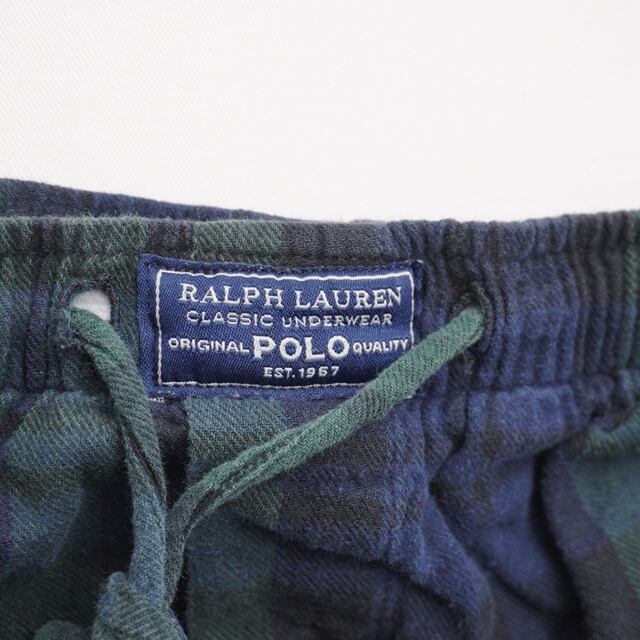 RALPH LAUREN
CLASSIC UNDERWEAR
ORIGINAL POLO QUALITY
EST. 1967